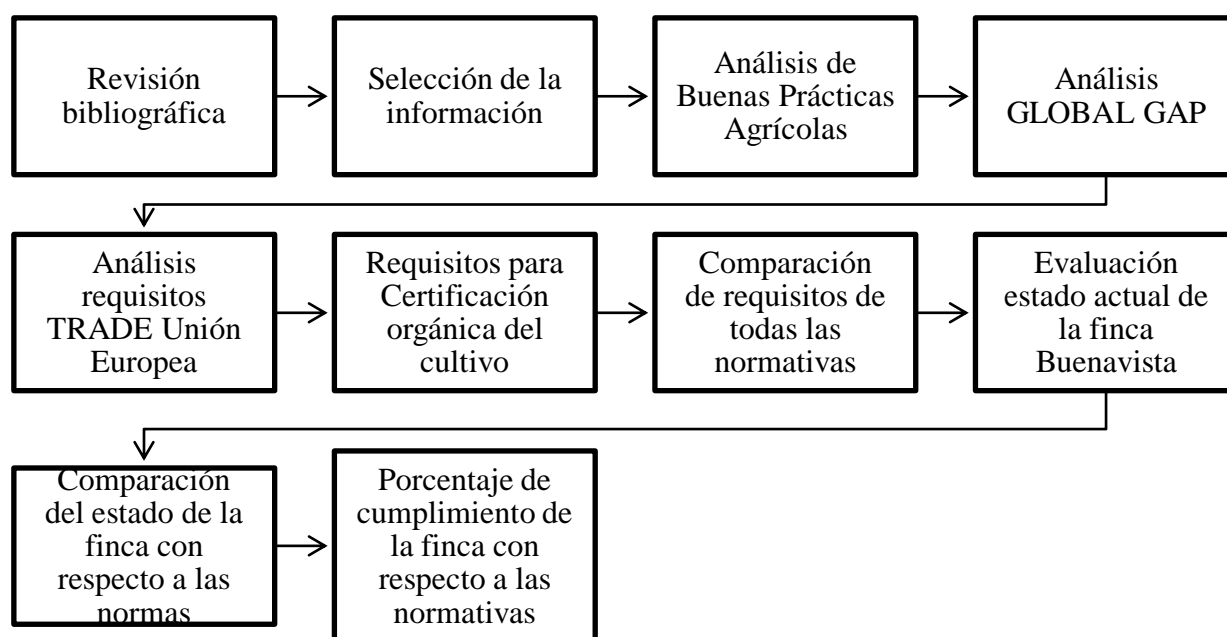 Revisión
bibliográfica
Selección de la
información
Análisis de
Buenas Prácticas
Agrícolas
Análisis
GLOBAL GAP
Análisis
requisitos
TRADE Unión
Europea
Requisitos para
Certificación
orgánica del
cultivo
Comparación
de requisitos de
todas las
normativas
Evaluación
estado actual de
la finca
Buenavista
Comparación
del estado de la
finca con
respecto a las
normas
Porcentaje de
cumplimiento de
la finca con
respecto a las
normativas